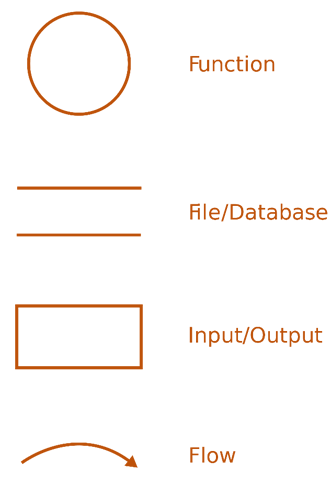 Function
File/Database
Input/Output
Flow